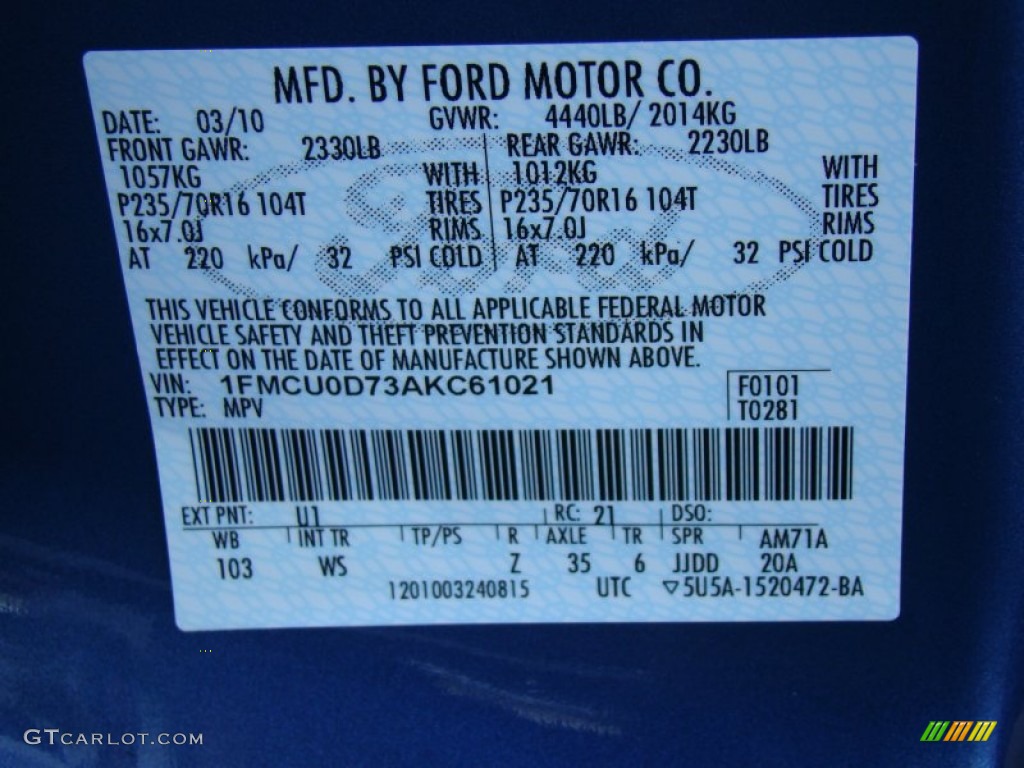 MFD. BY FORD MOTOR CO.
DATE: 03/10 GVWR: 4440LB/ 2014KG
FRONT GAWR: 2330LB REAR GAWR: 2230LB
1057KG WITH 1012KG WITH
P235/70R16 104T TIRES P235/70R16 104T TIRES
16x7.0J RIMS 16x7.0J RIMS
AT 220 kPa/ 32 PSI COLD AT 220 kPa/ 32 PSI COLD
THIS VEHICLE CONFORMS TO ALL APPLICABLE FEDERAL MOTOR
VEHICLE SAFETY AND THEFT PREVENTION STANDARDS IN
EFFECT ON THE DATE OF MANUFACTURE SHOWN ABOVE.
VIN: 1FMCU0D73AKC61021 F0101
TYPE: MPV T0281
EXT PNT: U1 RC: 21 DSO:
WB INT TR TP/PS R AXLE TR SPR AM71A
103 WS Z 35 6 JJDD 20A
1201003240815 UTC ▽5U5A-1520472-BA
Ford
GTCARLOT.COM